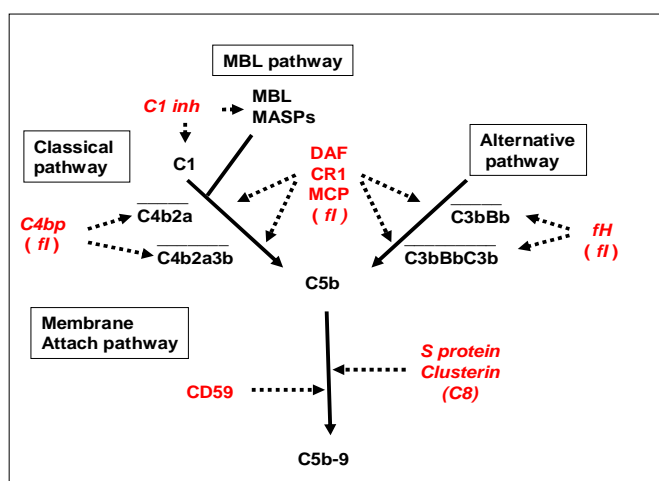 MBL pathway
C1 inh
MBL
MASPs
Classical
pathway
C1
DAF
CR1
MCP
( fI )
Alternative
pathway
C4bp
( fI )
C4b2a
C4b2a3b
C3bBb
C3bBbC3b
fH
( fI )
C5b
Membrane
Attach pathway
CD59
S protein
Clusterin
(C8)
C5b-9